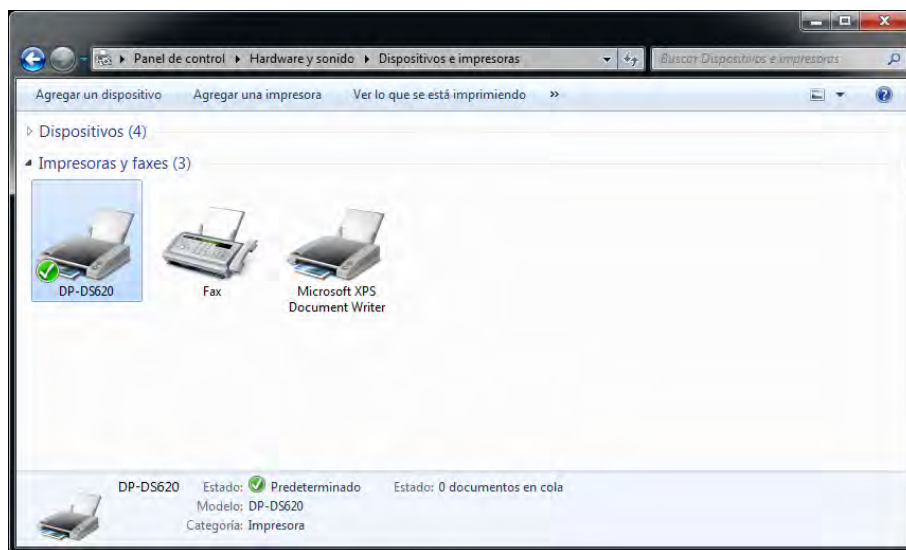 Panel de control ▸ Hardware y sonido ▸ Dispositivos e impresoras
Buscar Dispositivos e impresoras
Agregar un dispositivo Agregar una impresora Ver lo que se está imprimiendo »
Dispositivos (4)
Impresoras y faxes (3)
DP-DS620 Fax Microsoft XPS
Document Writer
DP-DS620 Estado: Predeterminado Estado: 0 documentos en cola
Modelo: DP-DS620
Categoría: Impresora